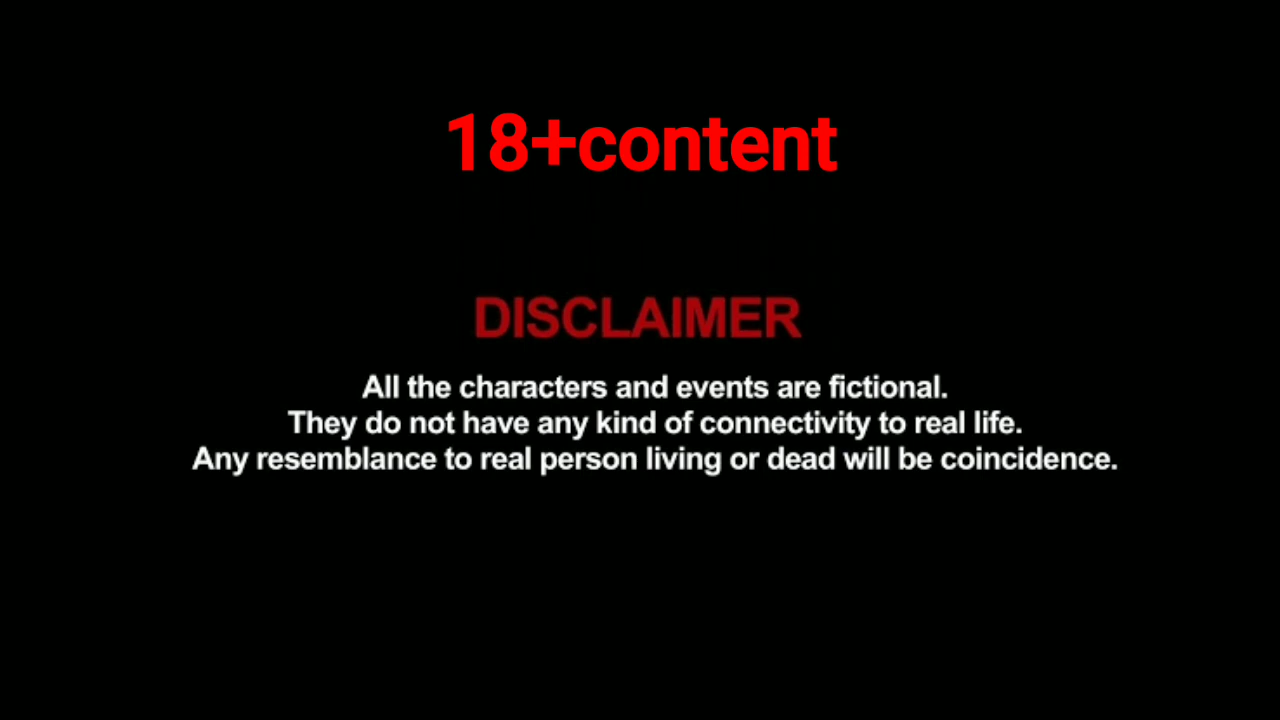 18+content
DISCLAIMER
All the characters and events are fictional.
They do not have any kind of connectivity to real life.
Any resemblance to real person living or dead will be coincidence.